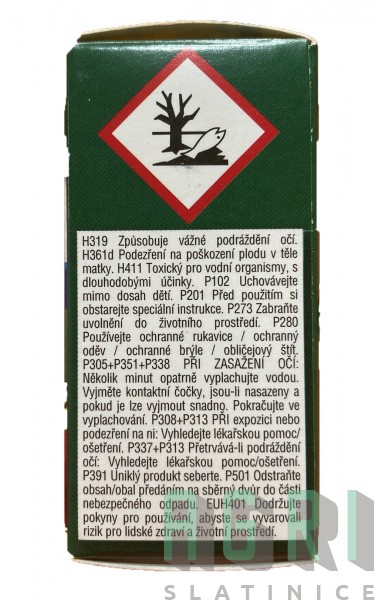 H319 Způsobuje vážné podráždění očí.
H361d Podezření na poškození plodu v těle
matky. H411 Toxický pro vodní organismy, s
dlouhodobými účinky. P102 Uchovávejte
mimo dosah dětí. P201 Před použitím si
obstarejte speciální instrukce. P273 Zabraňte
uvolnění do životního prostředí. P280
Používejte ochranné rukavice / ochranný
oděv / ochranné brýle / obličejový štít.
P305+P351+P338 PŘI ZASAŽENÍ OČÍ:
Několik minut opatrně vyplachujte vodou.
Vyjměte kontaktní čočky, jsou-li nasazeny a
pokud je lze vyjmout snadno. Pokračujte ve
vyplachování. P308+P313 PŘI expozici nebo
podezření na ni: Vyhledejte lékařskou pomoc/
ošetření. P337+P313 Přetrvává-li podráždění
očí: Vyhledejte lékařskou pomoc/ošetření.
P391 Uniklý produkt seberte. P501 Odstraňte
obsah/obal předáním na sběrný dvůr do části
nebezpečného odpadu. EUH401 Dodržujte
pokyny pro používání, abyste se vyvarovali
rizik pro lidské zdraví a životní prostředí.
AGRI
SLATINICE